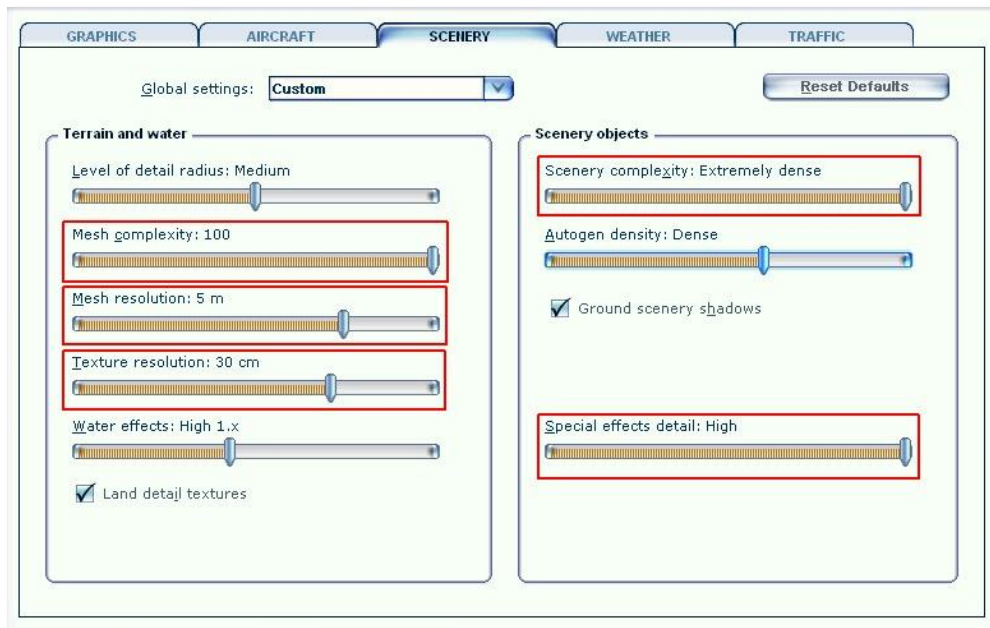 GRAPHICS
AIRCRAFT
SCENERY
WEATHER
TRAFFIC
Global settings: Custom
Reset Defaults
Terrain and water
Level of detail radius: Medium
Mesh complexity: 100
Mesh resolution: 5 m
Texture resolution: 30 cm
Water effects: High 1.x
Land detail textures
Scenery objects
Scenery complexity: Extremely dense
Autogen density: Dense
Ground scenery shadows
Special effects detail: High